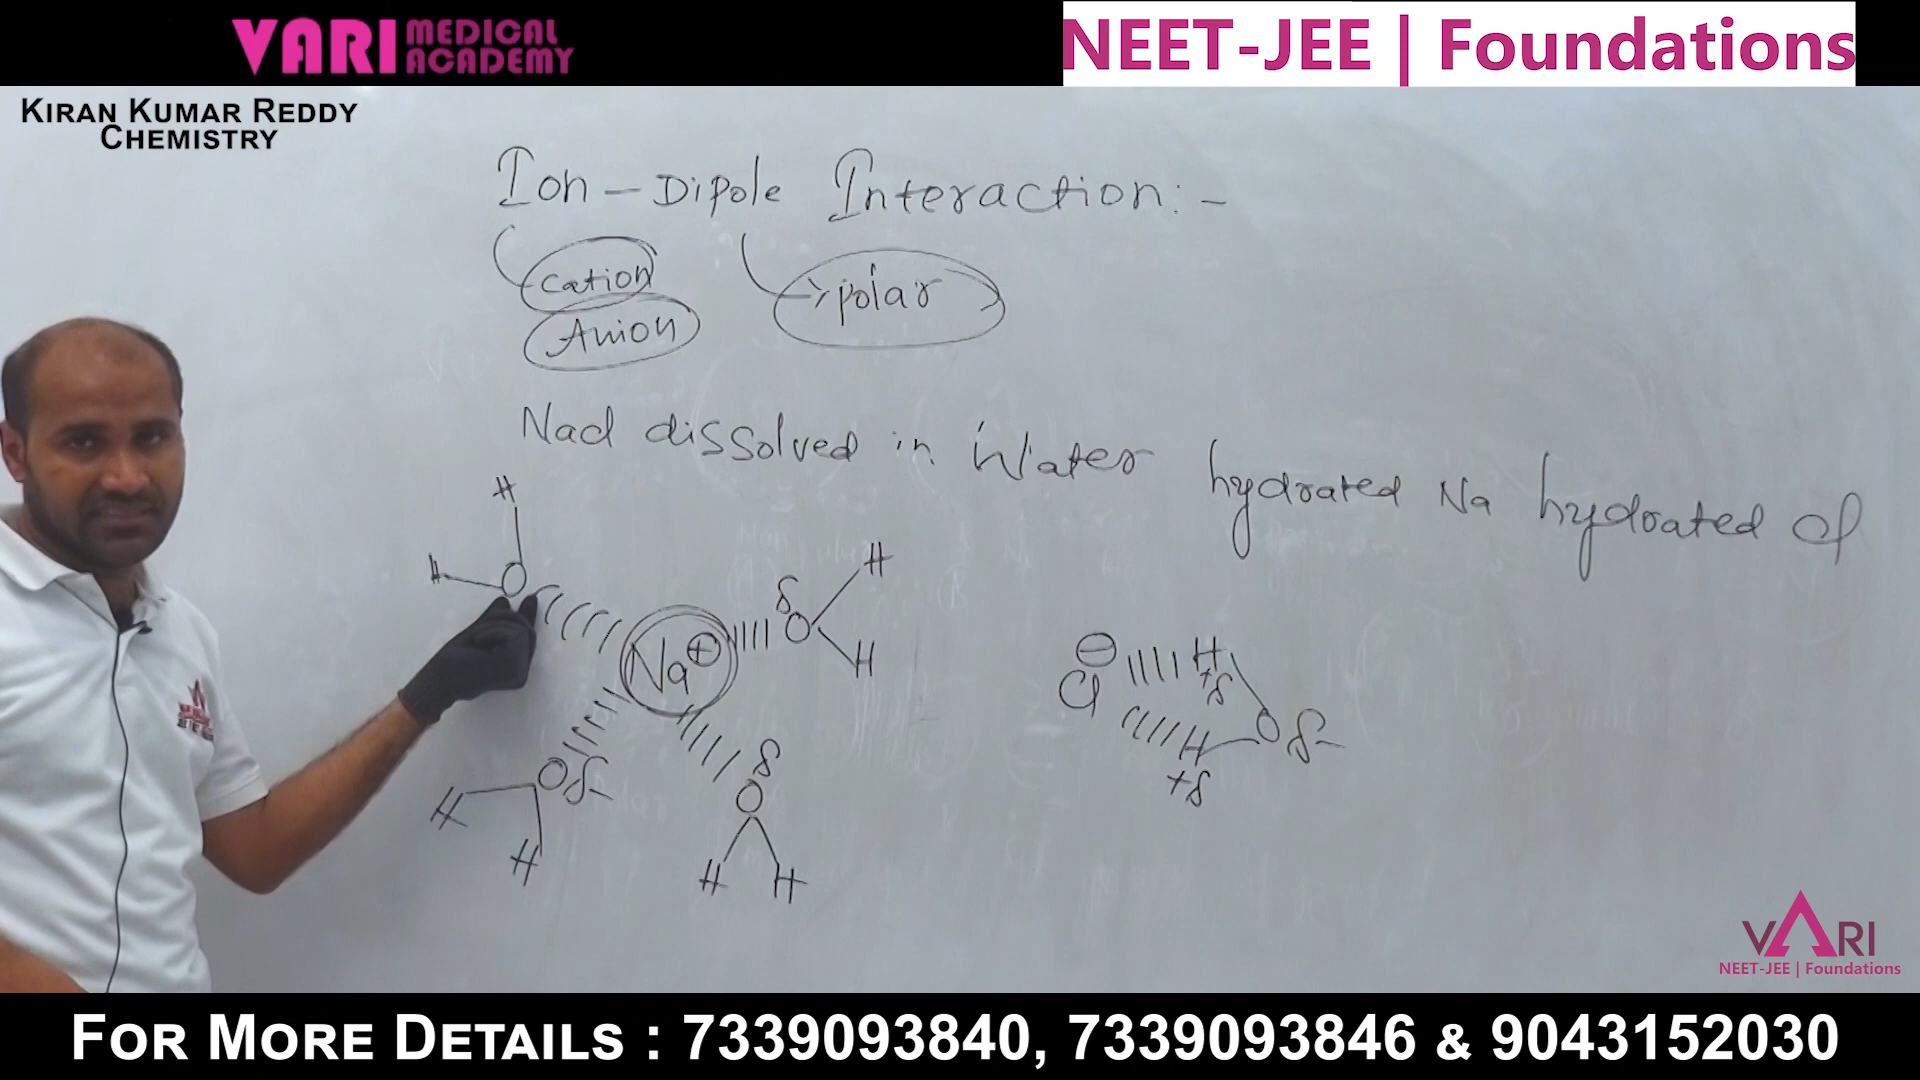 VARI MEDICAL ACADEMY
NEET-JEE | Foundations
KIRAN KUMAR REDDY
CHEMISTRY
Ion - Dipole Interaction:-
cation
Anion
polar
Nacl dissolved in Water hydrated Na hydrated cl
H
H
O
Na⊕
δ
O
H
H
O δ-
H
H
δ
O
H
H
⊖
Cl
H
+δ
H
+δ
O δ-
VARI
NEET-JEE | Foundations
FOR MORE DETAILS : 7339093840, 7339093846 & 9043152030